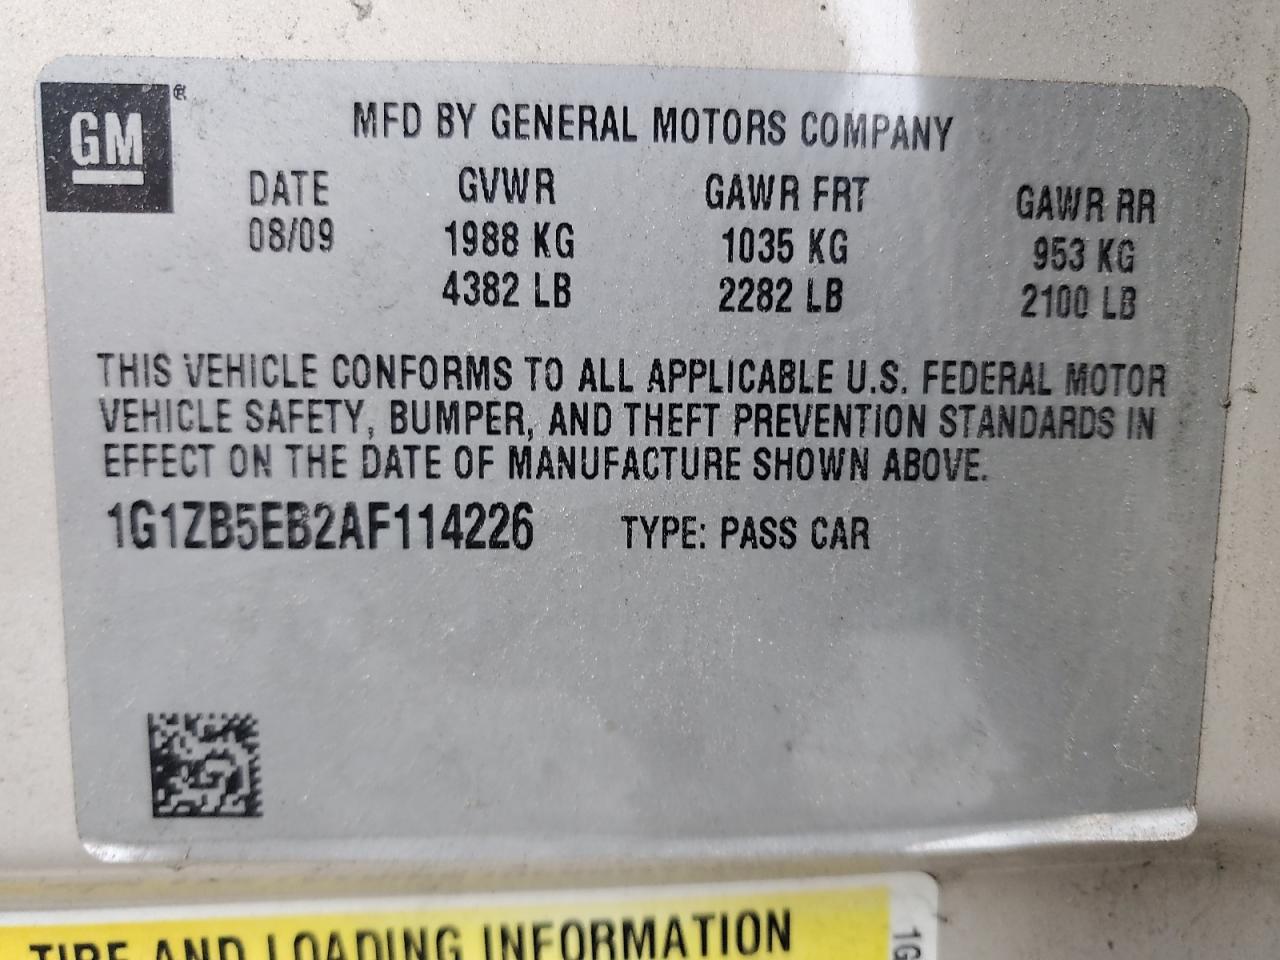 GM®
MFD BY GENERAL MOTORS COMPANY
DATE GVWR GAWR FRT GAWR RR
08/09 1988 KG 1035 KG 953 KG
4382 LB 2282 LB 2100 LB
THIS VEHICLE CONFORMS TO ALL APPLICABLE U.S. FEDERAL MOTOR
VEHICLE SAFETY, BUMPER, AND THEFT PREVENTION STANDARDS IN
EFFECT ON THE DATE OF MANUFACTURE SHOWN ABOVE.
1G1ZB5EB2AF114226 TYPE: PASS CAR
TIRE AND LOADING INFORMATION
1G